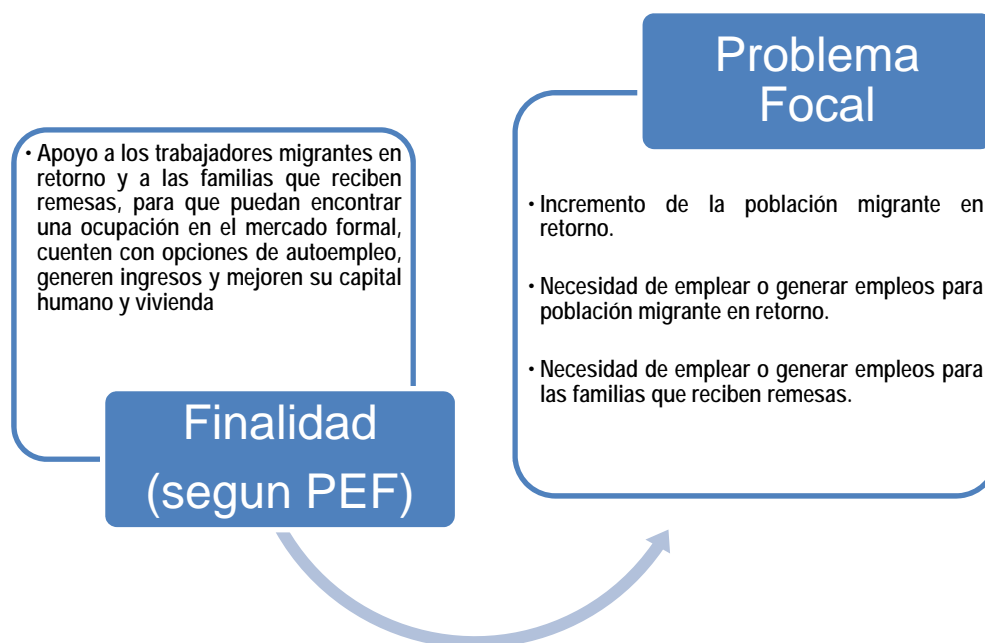 • Apoyo a los trabajadores migrantes en
retorno y a las familias que reciben
remesas, para que puedan encontrar
una ocupación en el mercado formal,
cuenten con opciones de autoempleo,
generen ingresos y mejoren su capital
humano y vivienda
Finalidad
(segun PEF)
Problema
Focal
• Incremento de la población migrante en
retorno.
• Necesidad de emplear o generar empleos para
población migrante en retorno.
• Necesidad de emplear o generar empleos para
las familias que reciben remesas.